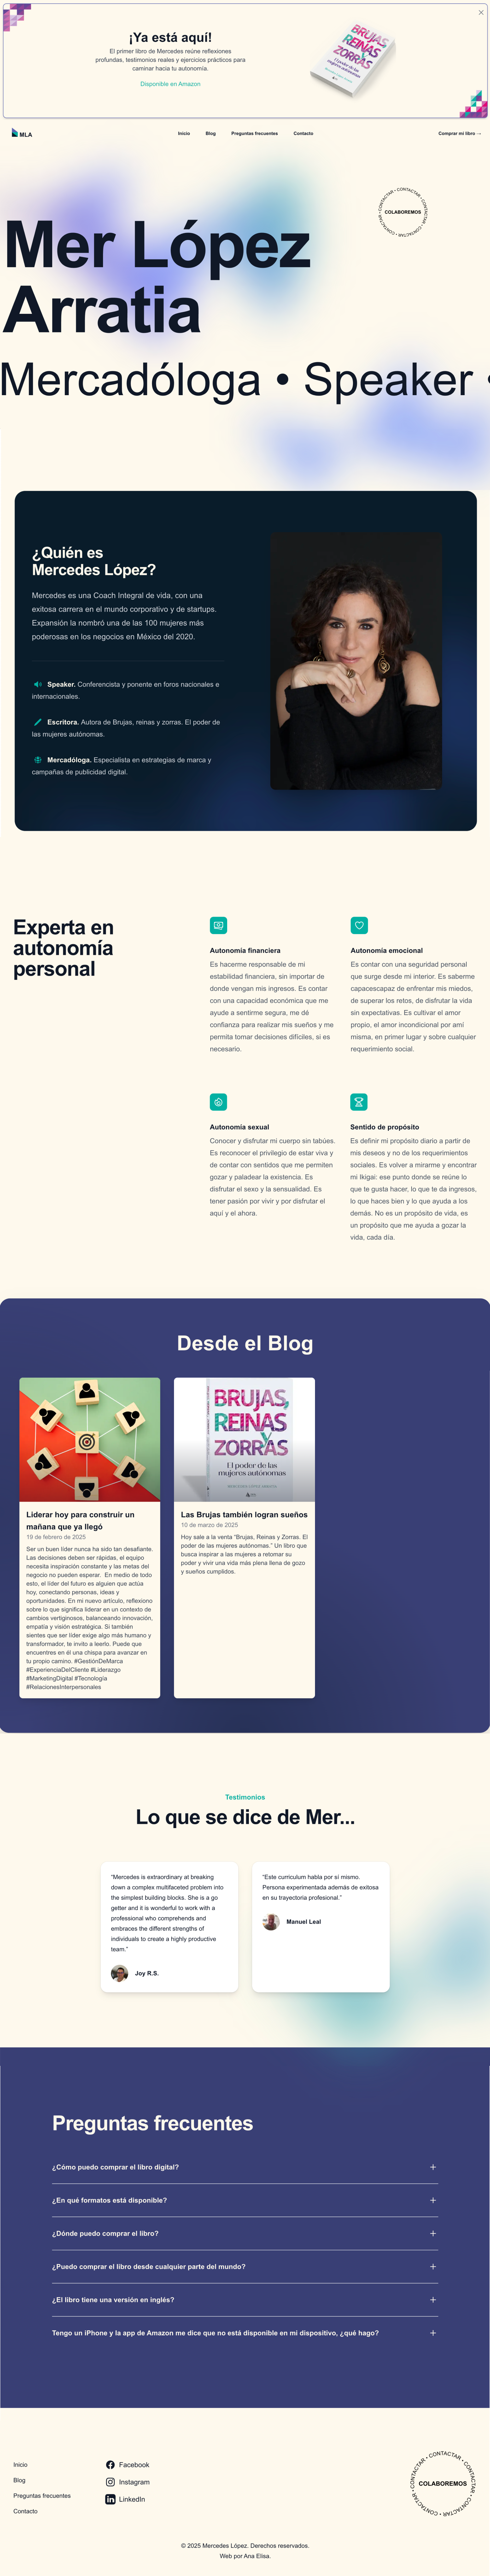 ¡Ya está aquí!
El primer libro de Mercedes reúne reflexiones
profundas, testimonios reales y ejercicios prácticos para
caminar hacia tu autonomía.
Disponible en Amazon
BRUJAS,
REINAS Y
ZORRAS
MLA
Inicio
Blog
Preguntas frecuentes
Contacto
Comprar mi libro →
CONTACTAR • CONTACTAR • CONTACTAR • CONTACTAR •
COLABOREMOS
Mer López
Arratia
Mercadóloga • Speaker •
¿Quién es
Mercedes López?
Mercedes es una Coach Integral de vida, con una
exitosa carrera en el mundo corporativo y de startups.
Expansión la nombró una de las 100 mujeres más
poderosas en los negocios en México del 2020.
Speaker. Conferencista y ponente en foros nacionales e
internacionales.
Escritora. Autora de Brujas, reinas y zorras. El poder de
las mujeres autónomas.
Mercadóloga. Especialista en estrategias de marca y
campañas de publicidad digital.
Experta en
autonomía
personal
Autonomía financiera
Es hacerme responsable de mi
estabilidad financiera, sin importar de
donde vengan mis ingresos. Es contar
con una capacidad económica que me
ayude a sentirme segura, me dé
confianza para realizar mis sueños y me
permita tomar decisiones difíciles, si es
necesario.
Autonomía emocional
Es contar con una seguridad personal
que surge desde mi interior. Es saberme
capacescapaz de enfrentar mis miedos,
de superar los retos, de disfrutar la vida
sin expectativas. Es cultivar el amor
propio, el amor incondicional por amí
misma, en primer lugar y sobre cualquier
requerimiento social.
Autonomía sexual
Conocer y disfrutar mi cuerpo sin tabúes.
Es reconocer el privilegio de estar viva y
de contar con sentidos que me permiten
gozar y paladear la existencia. Es
disfrutar el sexo y la sensualidad. Es
tener pasión por vivir y por disfrutar el
aquí y el ahora.
Sentido de propósito
Es definir mi propósito diario a partir de
mis deseos y no de los requerimientos
sociales. Es volver a mirarme y encontrar
mi Ikigai: ese punto donde se reúne lo
que te gusta hacer, lo que te da ingresos,
lo que haces bien y lo que ayuda a los
demás. No es un propósito de vida, es
un propósito que me ayuda a gozar la
vida, cada día.
Desde el Blog
Liderar hoy para construir un
mañana que ya llegó
19 de febrero de 2025
Ser un buen líder nunca ha sido tan desafiante.
Las decisiones deben ser rápidas, el equipo
necesita inspiración constante y las metas del
negocio no pueden esperar.  En medio de todo
esto, el líder del futuro es alguien que actúa
hoy, conectando personas, ideas y
oportunidades. En mi nuevo artículo, reflexiono
sobre lo que significa liderar en un contexto de
cambios vertiginosos, balanceando innovación,
empatía y visión estratégica. Si también
sientes que ser líder exige algo más humano y
transformador, te invito a leerlo. Puede que
encuentres en él una chispa para avanzar en
tu propio camino. #GestiónDeMarca
#ExperienciaDelCliente #Liderazgo
#MarketingDigital #Tecnología
#RelacionesInterpersonales
BRUJAS,
REINAS Y
ZORRAS
El poder de las
mujeres autónomas
Las Brujas también logran sueños
10 de marzo de 2025
Hoy sale a la venta "Brujas, Reinas y Zorras. El
poder de las mujeres autónomas." Un libro que
busca inspirar a las mujeres a retomar su
poder y vivir una vida más plena llena de gozo
y sueños cumplidos.
Testimonios
Lo que se dice de Mer...
"Mercedes is extraordinary at breaking
down a complex multifaceted problem into
the simplest building blocks. She is a go
getter and it is wonderful to work with a
professional who comprehends and
embraces the different strengths of
individuals to create a highly productive
team."
Joy R.S.
"Este curriculum habla por sí mismo.
Persona experimentada además de exitosa
en su trayectoria profesional."
Manuel Leal
Preguntas frecuentes
¿Cómo puedo comprar el libro digital?
¿En qué formatos está disponible?
¿Dónde puedo comprar el libro?
¿Puedo comprar el libro desde cualquier parte del mundo?
¿El libro tiene una versión en inglés?
Tengo un iPhone y la app de Amazon me dice que no está disponible en mi dispositivo, ¿qué hago?
Inicio
Blog
Preguntas frecuentes
Contacto
Facebook
Instagram
LinkedIn
CONTACTAR • CONTACTAR • CONTACTAR • CONTACTAR •
COLABOREMOS
© 2025 Mercedes López. Derechos reservados.
Web por Ana Elisa.